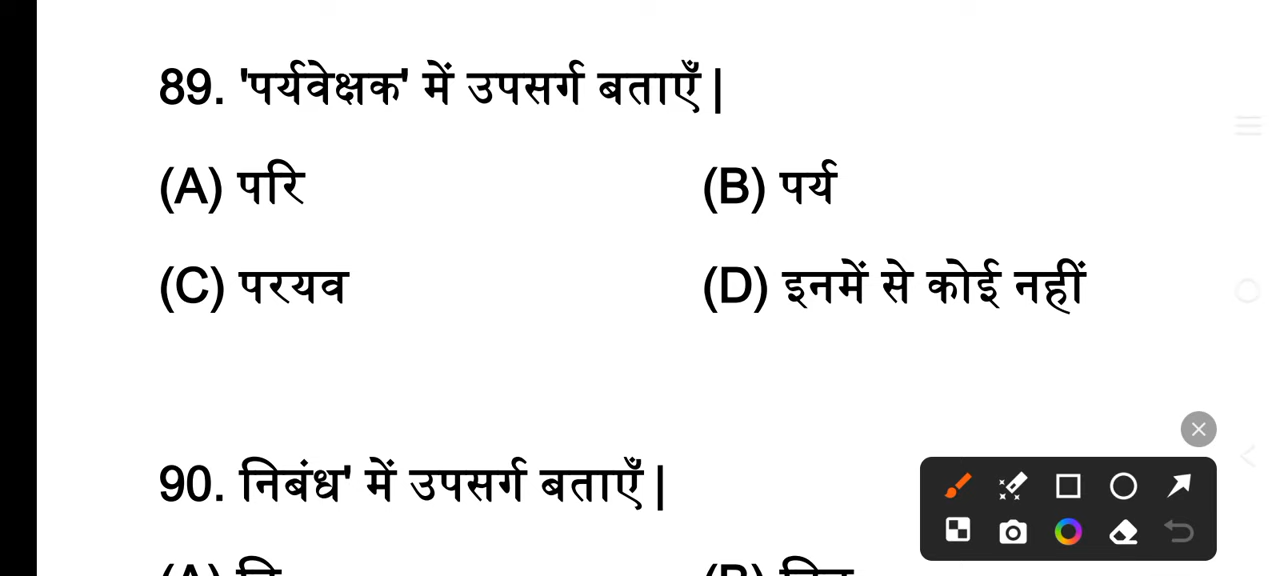 89. 'पर्यवेक्षक' में उपसर्ग बताएँ |
(A) परि (B) पर्य
(C) परयव (D) इनमें से कोई नहीं
90. निबंध' में उपसर्ग बताएँ |
(A) (B)